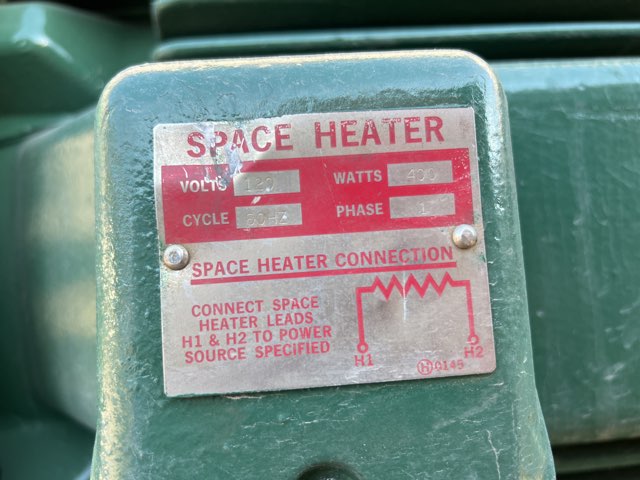 SPACE HEATER
VOLTS 120 WATTS 400
CYCLE 60HZ PHASE 1
SPACE HEATER CONNECTION
CONNECT SPACE
HEATER LEADS
H1 & H2 TO POWER
SOURCE SPECIFIED
H1 H2
H 0145